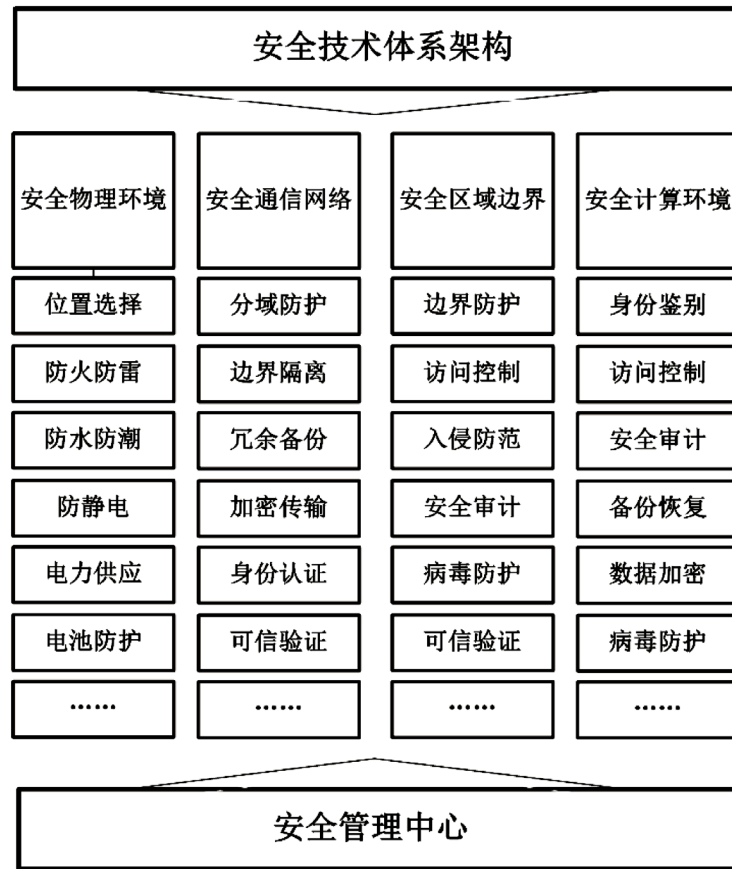 安全技术体系架构
安全物理环境
安全通信网络
安全区域边界
安全计算环境
位置选择
分域防护
边界防护
身份鉴别
防火防雷
边界隔离
访问控制
访问控制
防水防潮
冗余备份
入侵防范
安全审计
防静电
加密传输
安全审计
备份恢复
电力供应
身份认证
病毒防护
数据加密
电池防护
可信验证
可信验证
病毒防护
……
……
……
……
安全管理中心